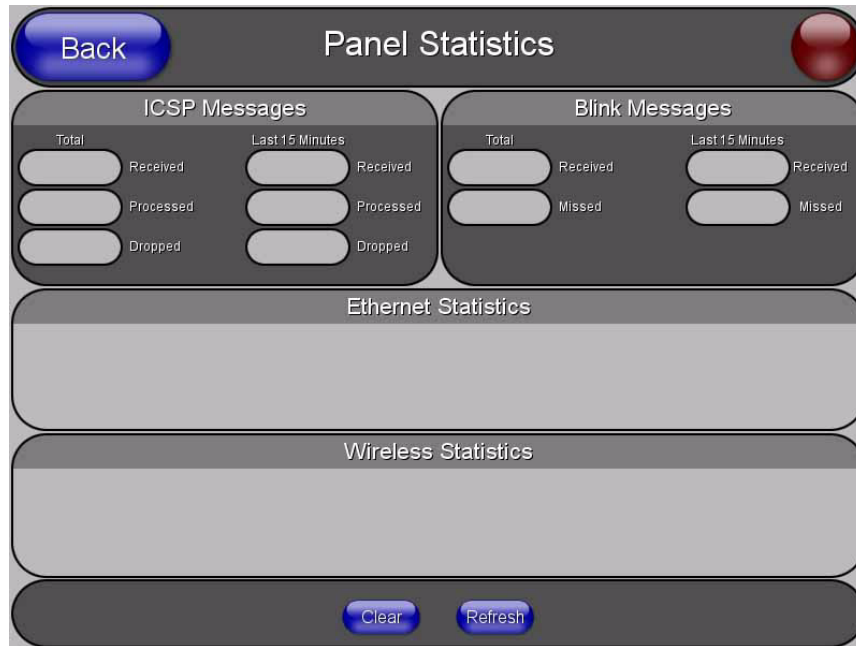 Back
Panel Statistics
ICSP Messages
Total
Last 15 Minutes
Received
Received
Processed
Processed
Dropped
Dropped
Blink Messages
Total
Last 15 Minutes
Received
Received
Missed
Missed
Ethernet Statistics
Wireless Statistics
Clear
Refresh